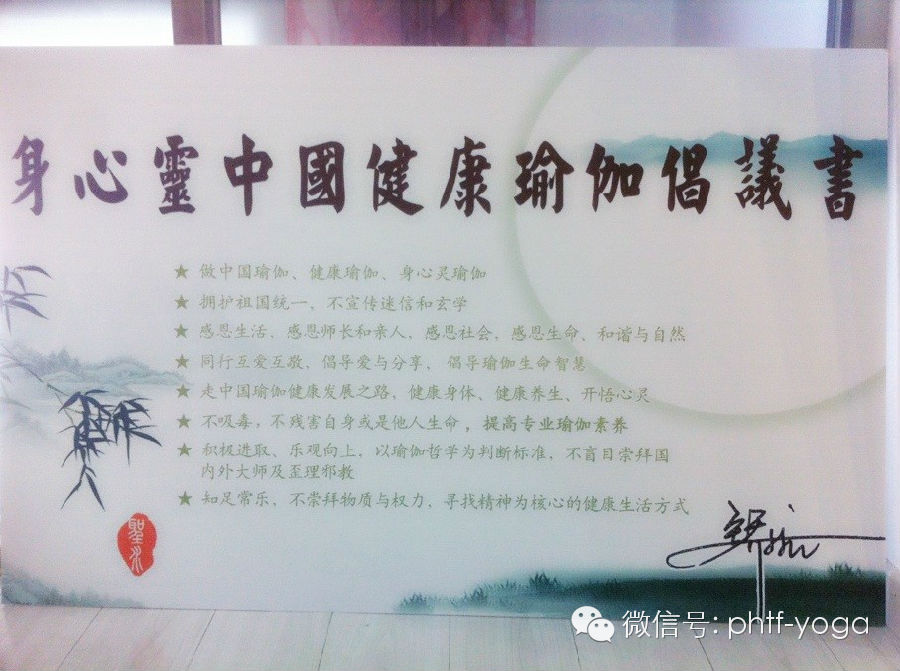 身心靈中國健康瑜伽倡議書
★ 做中国瑜伽、健康瑜伽、身心灵瑜伽
★ 拥护祖国统一，不宣传迷信和玄学
★ 感恩生活，感恩师长和亲人，感恩社会，感恩生命、和谐与自然
★ 同行互爱互敬，倡导爱与分享，倡导瑜伽生命智慧
★ 走中国瑜伽健康发展之路，健康身体、健康养生、开悟心灵
★ 不吸毒，不残害自身或是他人生命，提高专业瑜伽素养
★ 积极进取、乐观向上，以瑜伽哲学为判断标准，不盲目崇拜国
内外大师及歪理邪教
★ 知足常乐，不崇拜物质与权力，寻找精神为核心的健康生活方式
微信号: phtf-yoga